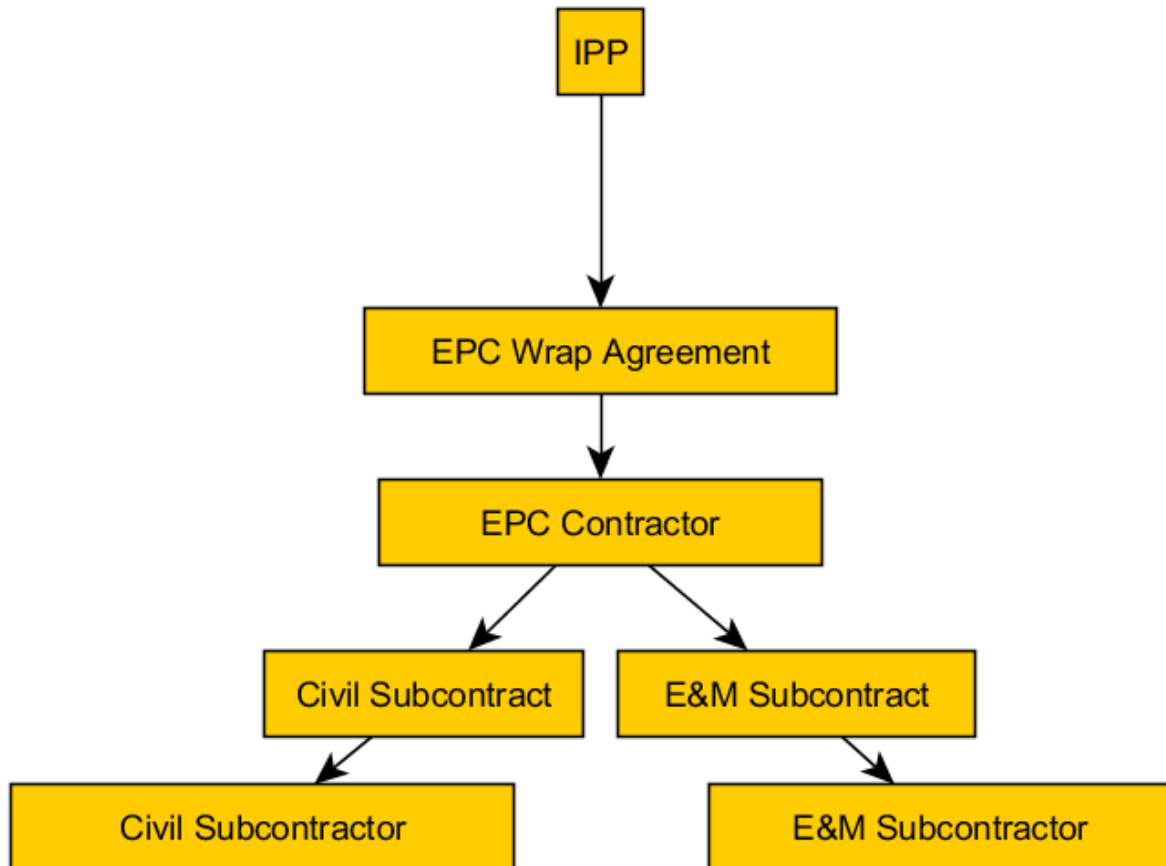 IPP
EPC Wrap Agreement
EPC Contractor
Civil Subcontract
E&M Subcontract
Civil Subcontractor
E&M Subcontractor